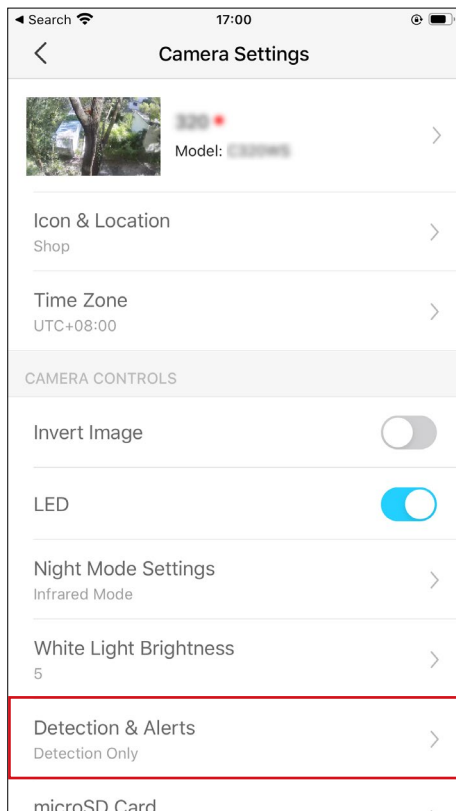 Search
17:00
Camera Settings
Model:
Icon & Location
Shop
Time Zone
UTC+08:00
CAMERA CONTROLS
Invert Image
LED
Night Mode Settings
Infrared Mode
White Light Brightness
5
Detection & Alerts
Detection Only
microSD Card